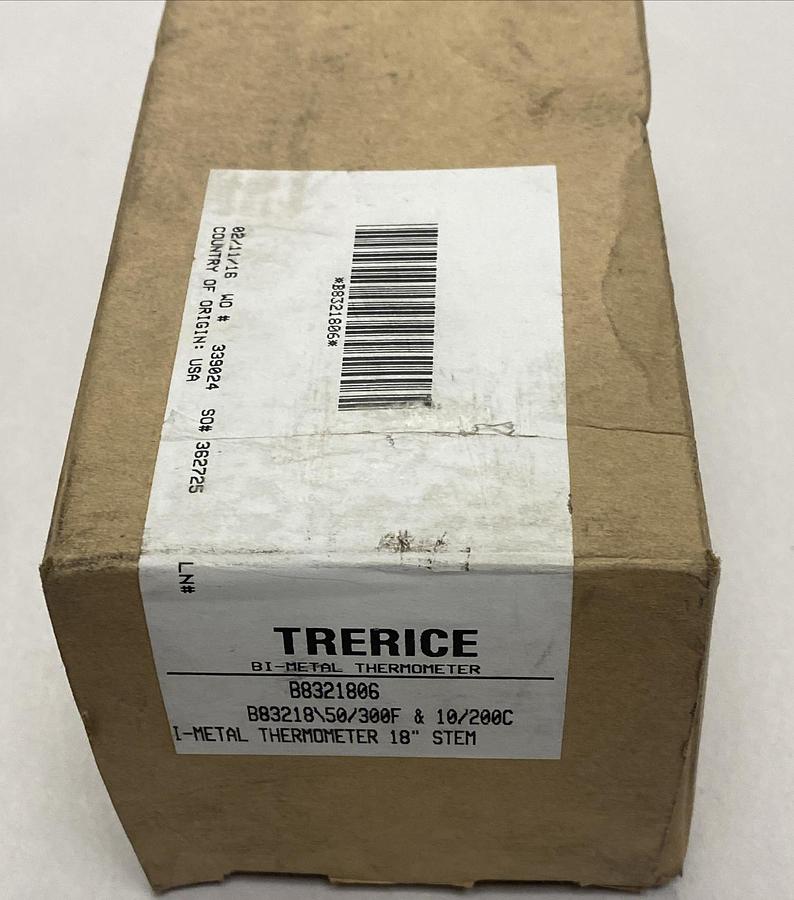 02/11/16 WO # 339024 SO# 362725
COUNTRY OF ORIGIN: USA
*B8321806*
LN#
TRERICE
BI-METAL THERMOMETER
B8321806
B83218\50/300F & 10/200C
I-METAL THERMOMETER 18" STEM